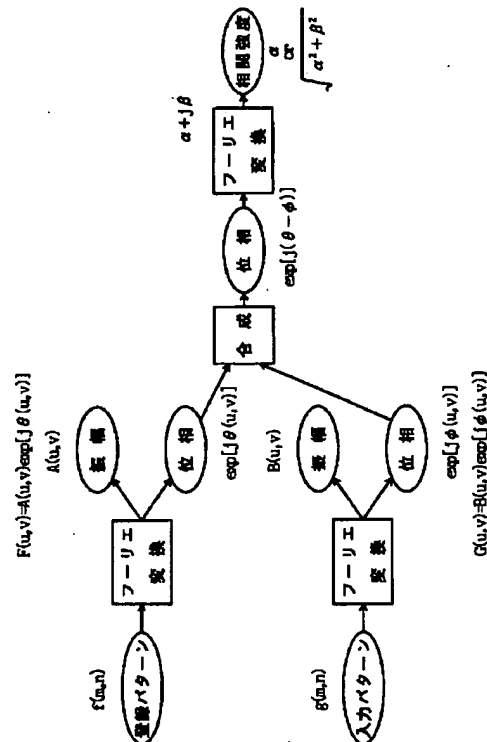 f(m,n)
登録パターン
フーリエ
変換
F(u,v)=A(u,v)exp[jθ(u,v)]
A(u,v)
振幅
位相
exp[jθ(u,v)]
g(m,n)
入力パターン
フーリエ
変換
B(u,v)
振幅
位相
exp[jφ(u,v)]
G(u,v)=B(u,v)exp[jφ(u,v)]
合成
位相
exp[j(θ-φ)]
フーリエ
変換
α+jβ
相関強度
α
or
√α²+β²